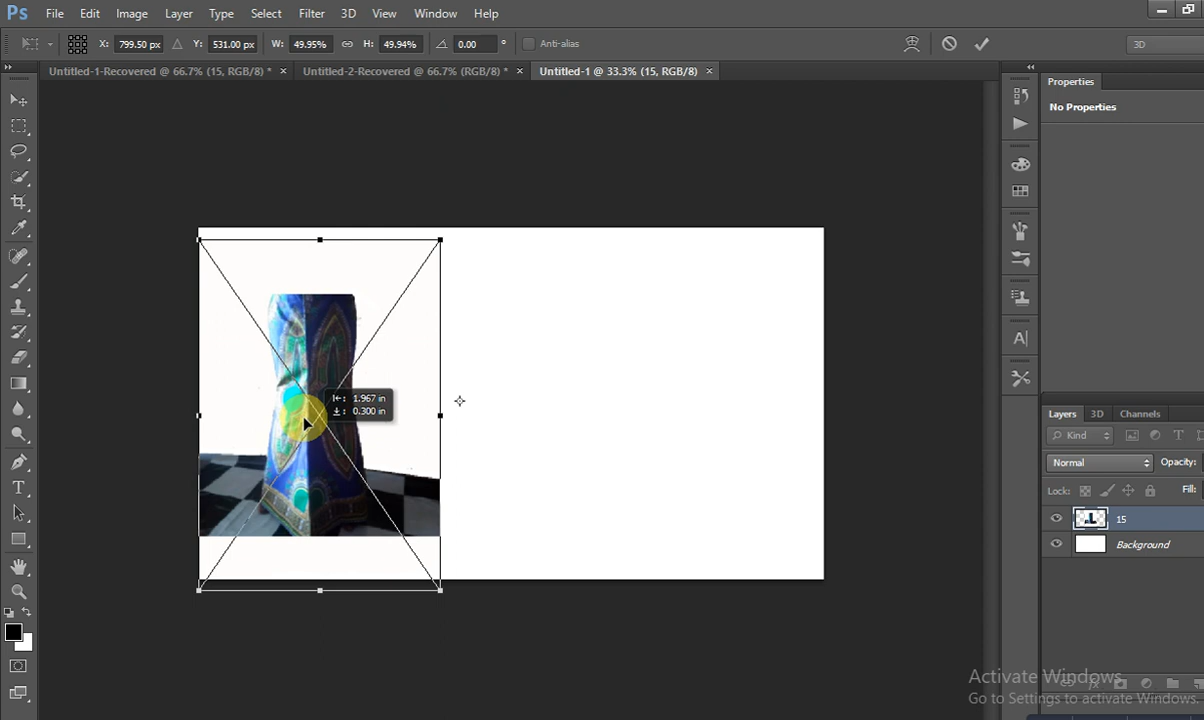 Ps File Edit Image Layer Type Select Filter 3D View Window Help
X: 799.50 px Y: 531.00 px W: 49.95% H: 49.94% 0.00 ° Anti-alias 3D
Untitled-1-Recovered @ 66.7% (15, RGB/8) * × Untitled-2-Recovered @ 66.7% (RGB/8) * × Untitled-1 @ 33.3% (15, RGB/8) ×
Properties
No Properties
1.967 in
0.300 in
Layers 3D Channels
Kind
Normal Opacity:
Lock: Fill:
15
Background
Activate Windows
Go to Settings to activate Windows.